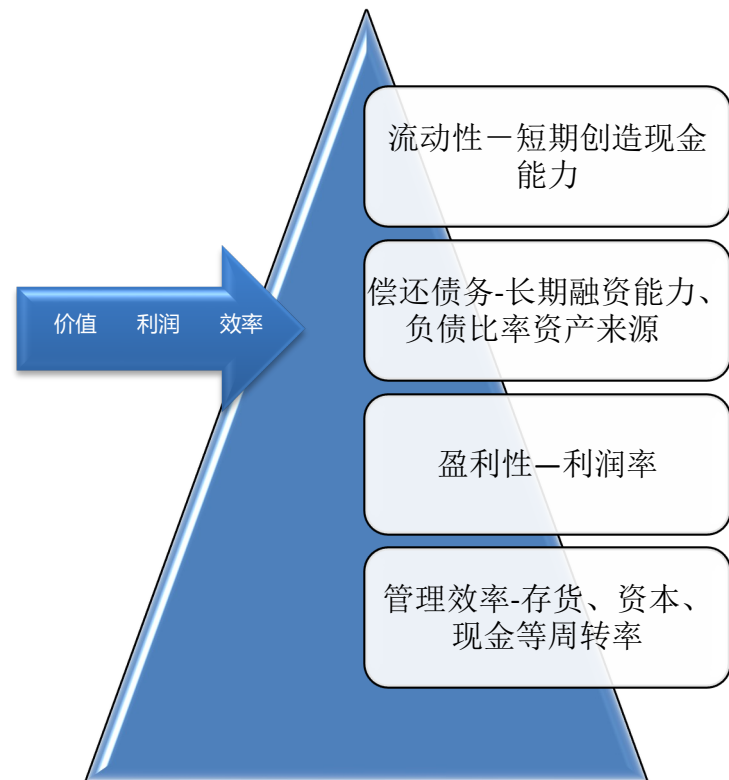 流动性－短期创造现金
能力
偿还债务-长期融资能力、
负债比率资产来源
价值 利润 效率
盈利性—利润率
管理效率-存货、资本、
现金等周转率